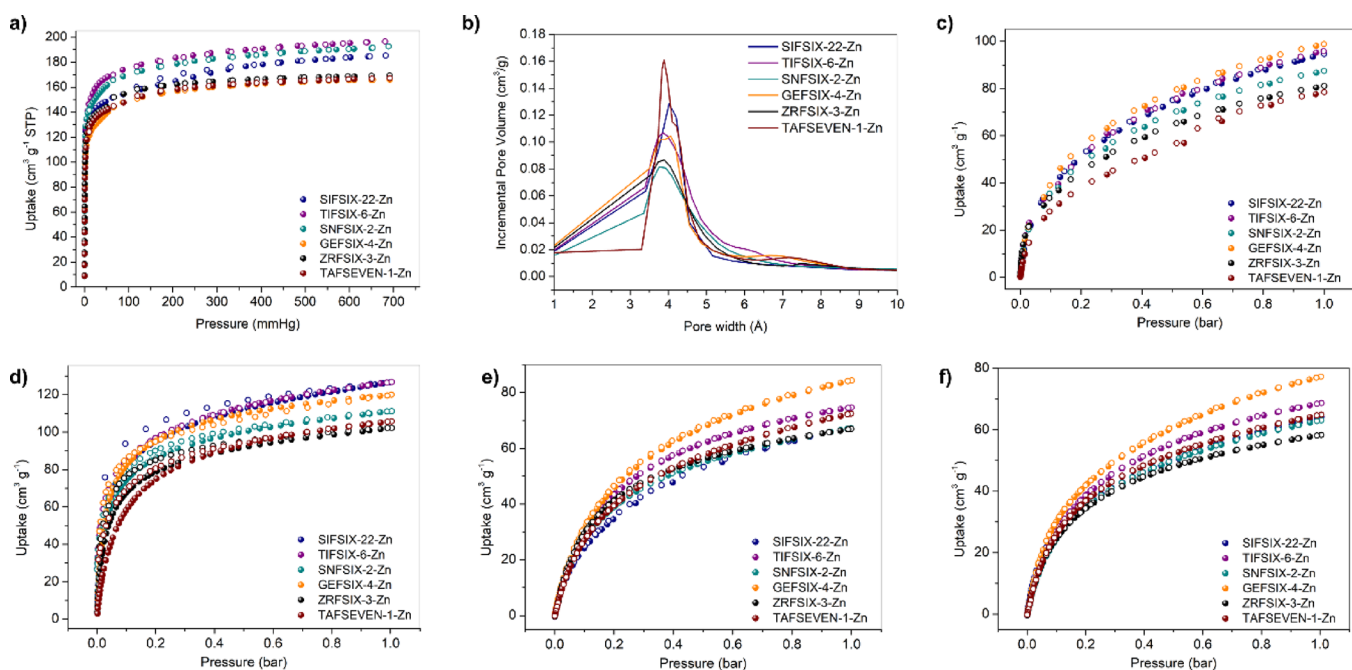 a)
200
180
160
140
120
100
80
60
40
20
0
Uptake (cm³ g⁻¹ STP)
SIFSIX-22-Zn
TIFSIX-6-Zn
SNFSIX-2-Zn
GEFSIX-4-Zn
ZRFSIX-3-Zn
TAFSEVEN-1-Zn
0 100 200 300 400 500 600 700
Pressure (mmHg)
b)
0.18
0.16
0.14
0.12
0.10
0.08
0.06
0.04
0.02
0.00
Incremental Pore Volume (cm³/g)
SIFSIX-22-Zn
TIFSIX-6-Zn
SNFSIX-2-Zn
GEFSIX-4-Zn
ZRFSIX-3-Zn
TAFSEVEN-1-Zn
1 2 3 4 5 6 7 8 9 10
Pore width (Å)
c)
100
80
60
40
20
0
Uptake (cm³ g⁻¹)
SIFSIX-22-Zn
TIFSIX-6-Zn
SNFSIX-2-Zn
GEFSIX-4-Zn
ZRFSIX-3-Zn
TAFSEVEN-1-Zn
0.0 0.2 0.4 0.6 0.8 1.0
Pressure (bar)
d)
120
100
80
60
40
20
0
Uptake (cm³ g⁻¹)
SIFSIX-22-Zn
TIFSIX-6-Zn
SNFSIX-2-Zn
GEFSIX-4-Zn
ZRFSIX-3-Zn
TAFSEVEN-1-Zn
0.0 0.2 0.4 0.6 0.8 1.0
Pressure (bar)
e)
80
60
40
20
0
Uptake (cm³ g⁻¹)
SIFSIX-22-Zn
TIFSIX-6-Zn
SNFSIX-2-Zn
GEFSIX-4-Zn
ZRFSIX-3-Zn
TAFSEVEN-1-Zn
0.0 0.2 0.4 0.6 0.8 1.0
Pressure (bar)
f)
80
60
40
20
0
Uptake (cm³ g⁻¹)
SIFSIX-22-Zn
TIFSIX-6-Zn
SNFSIX-2-Zn
GEFSIX-4-Zn
ZRFSIX-3-Zn
TAFSEVEN-1-Zn
0.0 0.2 0.4 0.6 0.8 1.0
Pressure (bar)